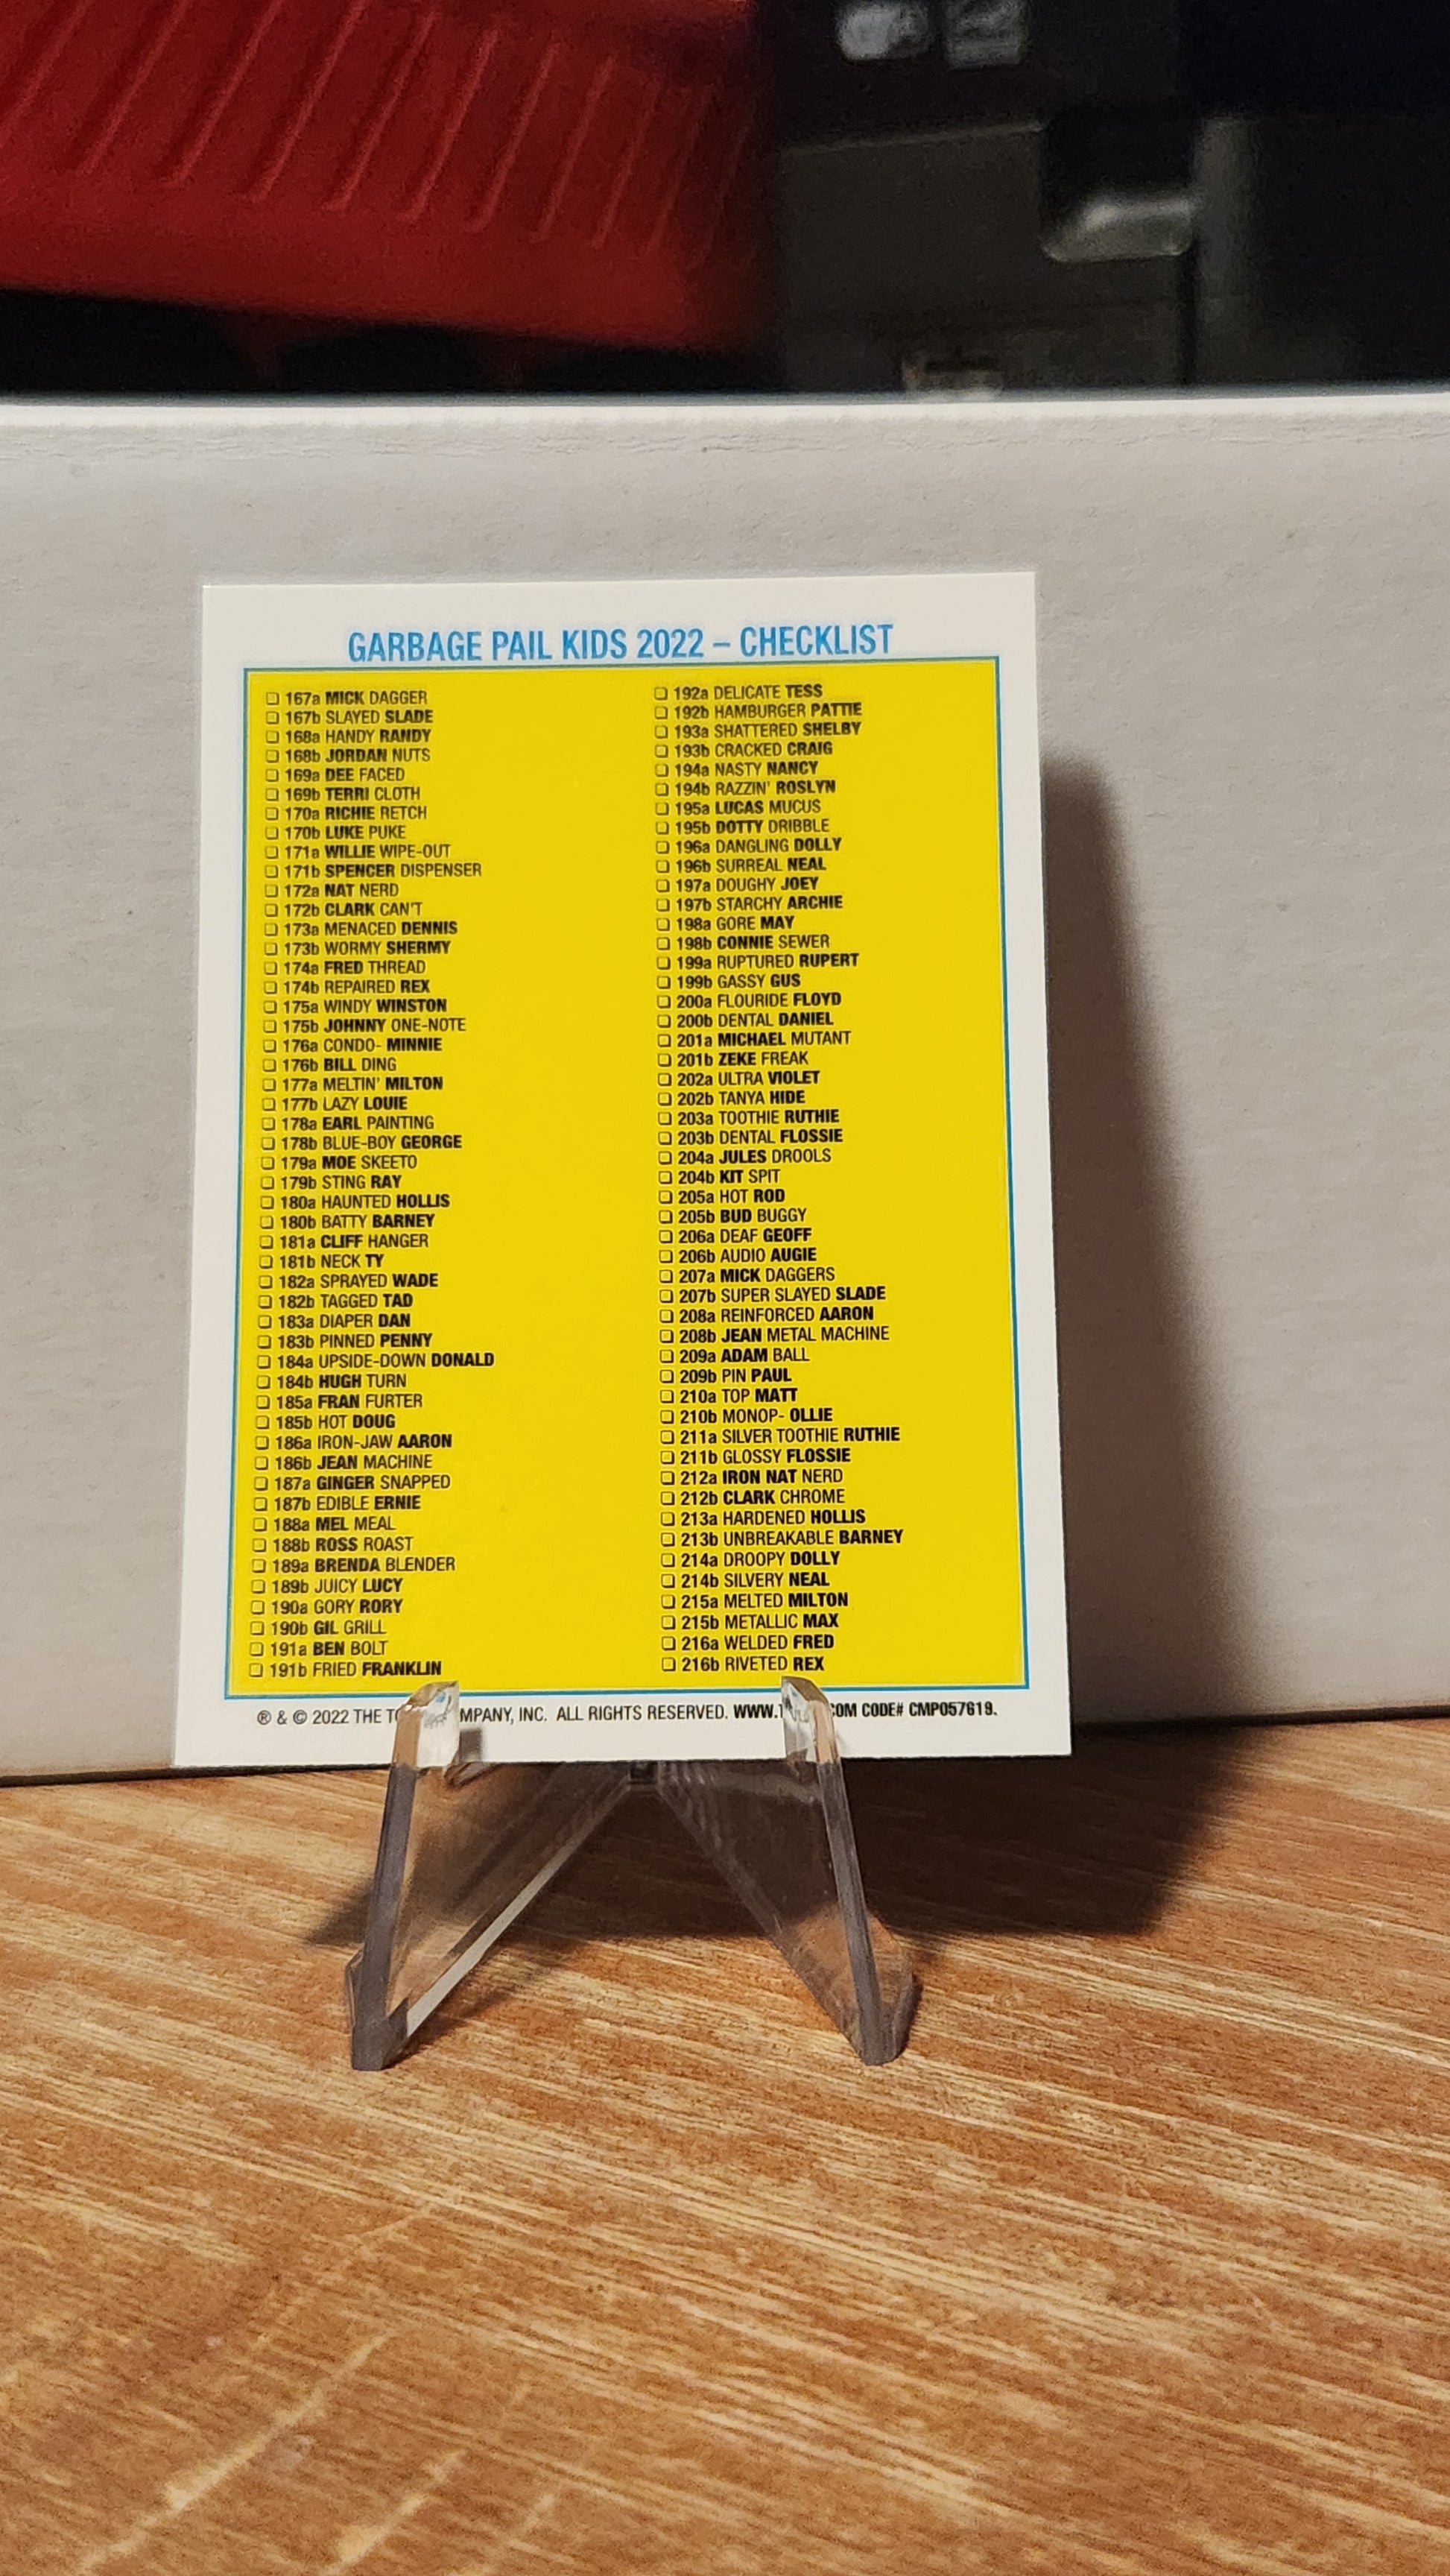 GARBAGE PAIL KIDS 2022 – CHECKLIST
❏ 167a MICK DAGGER
❏ 167b SLAYED SLADE
❏ 168a HANDY RANDY
❏ 168b JORDAN NUTS
❏ 169a DEE FACED
❏ 169b TERRI CLOTH
❏ 170a RICHIE RETCH
❏ 170b LUKE PUKE
❏ 171a WILLIE WIPE-OUT
❏ 171b SPENCER DISPENSER
❏ 172a NAT NERD
❏ 172b CLARK CAN'T
❏ 173a MENACED DENNIS
❏ 173b WORMY SHERMY
❏ 174a FRED THREAD
❏ 174b REPAIRED REX
❏ 175a WINDY WINSTON
❏ 175b JOHNNY ONE-NOTE
❏ 176a CONDO- MINNIE
❏ 176b BILL DING
❏ 177a MELTIN' MILTON
❏ 177b LAZY LOUIE
❏ 178a EARL PAINTING
❏ 178b BLUE-BOY GEORGE
❏ 179a MOE SKEETO
❏ 179b STING RAY
❏ 180a HAUNTED HOLLIS
❏ 180b BATTY BARNEY
❏ 181a CLIFF HANGER
❏ 181b NECK TY
❏ 182a SPRAYED WADE
❏ 182b TAGGED TAD
❏ 183a DIAPER DAN
❏ 183b PINNED PENNY
❏ 184a UPSIDE-DOWN DONALD
❏ 184b HUGH TURN
❏ 185a FRAN FURTER
❏ 185b HOT DOUG
❏ 186a IRON-JAW AARON
❏ 186b JEAN MACHINE
❏ 187a GINGER SNAPPED
❏ 187b EDIBLE ERNIE
❏ 188a MEL MEAL
❏ 188b ROSS ROAST
❏ 189a BRENDA BLENDER
❏ 189b JUICY LUCY
❏ 190a GORY RORY
❏ 190b GIL GRILL
❏ 191a BEN BOLT
❏ 191b FRIED FRANKLIN
❏ 192a DELICATE TESS
❏ 192b HAMBURGER PATTIE
❏ 193a SHATTERED SHELBY
❏ 193b CRACKED CRAIG
❏ 194a NASTY NANCY
❏ 194b RAZZIN' ROSLYN
❏ 195a LUCAS MUCUS
❏ 195b DOTTY DRIBBLE
❏ 196a DANGLING DOLLY
❏ 196b SURREAL NEAL
❏ 197a DOUGHY JOEY
❏ 197b STARCHY ARCHIE
❏ 198a GORE MAY
❏ 198b CONNIE SEWER
❏ 199a RUPTURED RUPERT
❏ 199b GASSY GUS
❏ 200a FLOURIDE FLOYD
❏ 200b DENTAL DANIEL
❏ 201a MICHAEL MUTANT
❏ 201b ZEKE FREAK
❏ 202a ULTRA VIOLET
❏ 202b TANYA HIDE
❏ 203a TOOTHIE RUTHIE
❏ 203b DENTAL FLOSSIE
❏ 204a JULES DROOLS
❏ 204b KIT SPIT
❏ 205a HOT ROD
❏ 205b BUD BUGGY
❏ 206a DEAF GEOFF
❏ 206b AUDIO AUGIE
❏ 207a MICK DAGGERS
❏ 207b SUPER SLAYED SLADE
❏ 208a REINFORCED AARON
❏ 208b JEAN METAL MACHINE
❏ 209a ADAM BALL
❏ 209b PIN PAUL
❏ 210a TOP MATT
❏ 210b MONOP- OLLIE
❏ 211a SILVER TOOTHIE RUTHIE
❏ 211b GLOSSY FLOSSIE
❏ 212a IRON NAT NERD
❏ 212b CLARK CHROME
❏ 213a HARDENED HOLLIS
❏ 213b UNBREAKABLE BARNEY
❏ 214a DROOPY DOLLY
❏ 214b SILVERY NEAL
❏ 215a MELTED MILTON
❏ 215b METALLIC MAX
❏ 216a WELDED FRED
❏ 216b RIVETED REX
® & © 2022 THE MPANY, INC. ALL RIGHTS RESERVED. WWW. COM CODE# CMP057619.